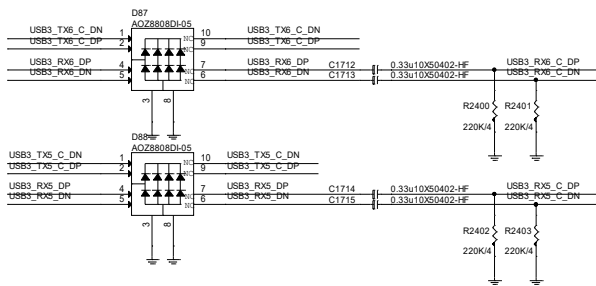 D87
AOZ8808DI-05
USB3_TX6_C_DN 1 10 USB3_TX6_C_DN
USB3_TX6_C_DP 2 NC 9 USB3_TX6_C_DP
NC
USB3_RX6_DP 4 7 USB3_RX6_DP C1712 0.33u10X50402-HF USB3_RX6_C_DP
USB3_RX6_DN 5 NC 6 USB3_RX6_DN C1713 0.33u10X50402-HF USB3_RX6_C_DN
NC
3 8
R2400 R2401
220K/4 220K/4
D88
AOZ8808DI-05
USB3_TX5_C_DN 1 10 USB3_TX5_C_DN
USB3_TX5_C_DP 2 NC 9 USB3_TX5_C_DP
NC
USB3_RX5_DP 4 7 USB3_RX5_DP C1714 0.33u10X50402-HF USB3_RX5_C_DP
USB3_RX5_DN 5 NC 6 USB3_RX5_DN C1715 0.33u10X50402-HF USB3_RX5_C_DN
NC
3 8
R2402 R2403
220K/4 220K/4